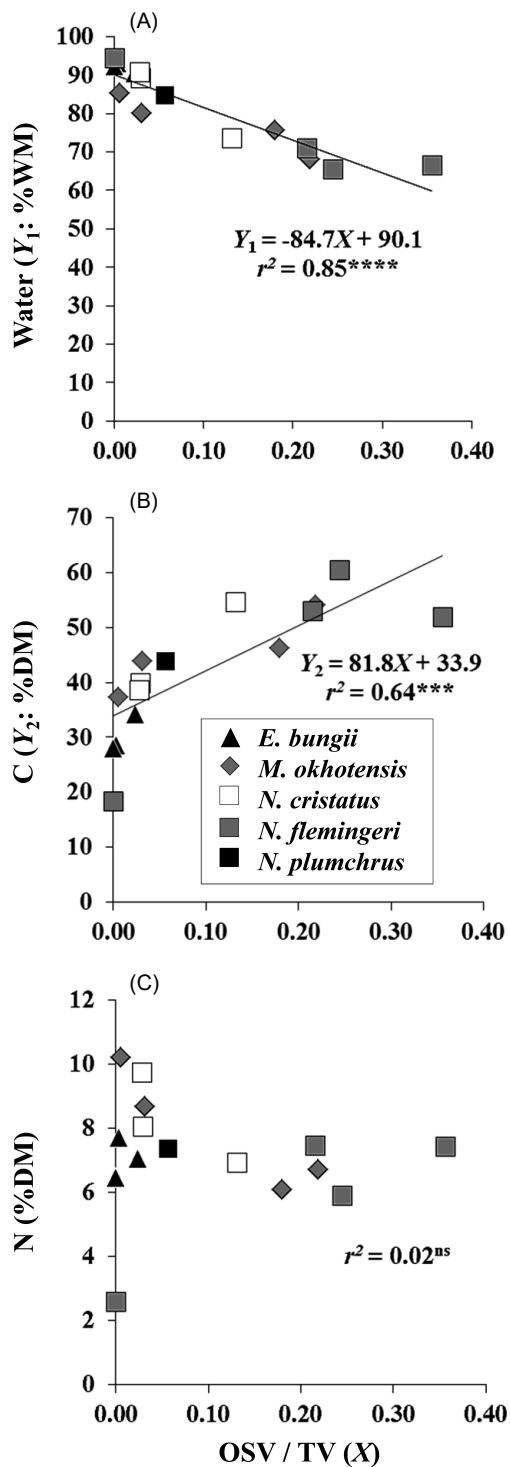 (A)
Water (Y₁: %WM)
100
90
80
70
60
50
40
30
20
10
0
Y₁ = -84.7X + 90.1
r² = 0.85****
0.00 0.10 0.20 0.30 0.40
(B)
C (Y₂: %DM)
70
60
50
40
30
20
10
0
Y₂ = 81.8X + 33.9
r² = 0.64***
E. bungii
M. okhotensis
N. cristatus
N. flemingeri
N. plumchrus
0.00 0.10 0.20 0.30 0.40
(C)
N (%DM)
12
10
8
6
4
2
0
r² = 0.02ⁿˢ
0.00 0.10 0.20 0.30 0.40
OSV / TV (X)